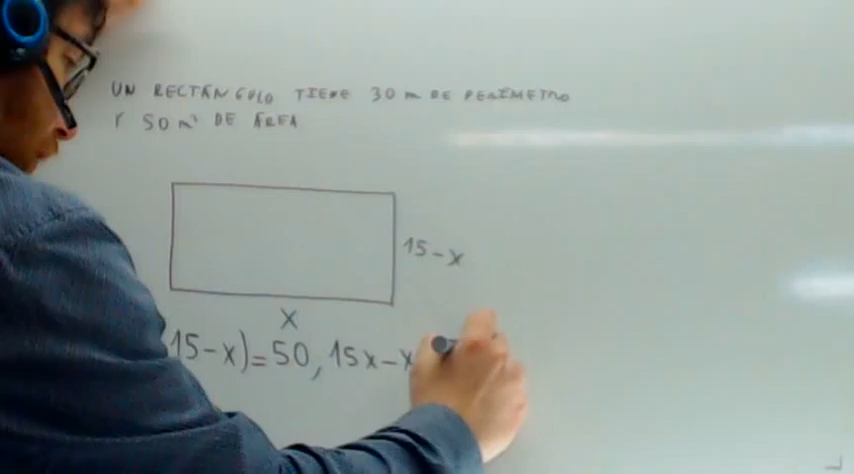 UN RECTÁNGULO TIENE 30 m DE PERÍMETRO
Y 50 m² DE ÁREA
15-x
x
15-x)=50, 15x-x